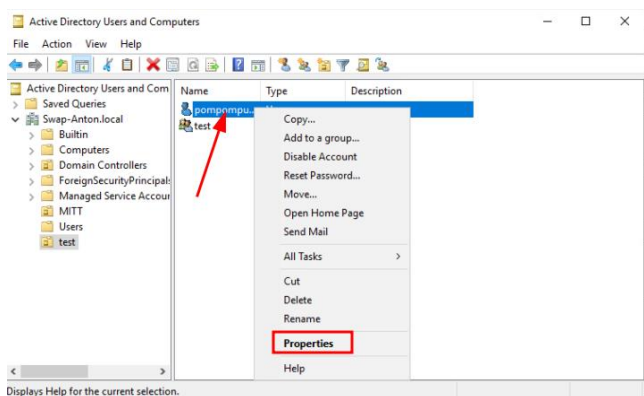 Active Directory Users and Computers
File Action View Help
Active Directory Users and Com
Saved Queries
Swap-Anton.local
Builtin
Computers
Domain Controllers
ForeignSecurityPrincipal:
Managed Service Accour
MITT
Users
test
Name Type Description
pompompu...
test
Copy...
Add to a group...
Disable Account
Reset Password...
Move...
Open Home Page
Send Mail
All Tasks
Cut
Delete
Rename
Properties
Help
Displays Help for the current selection.